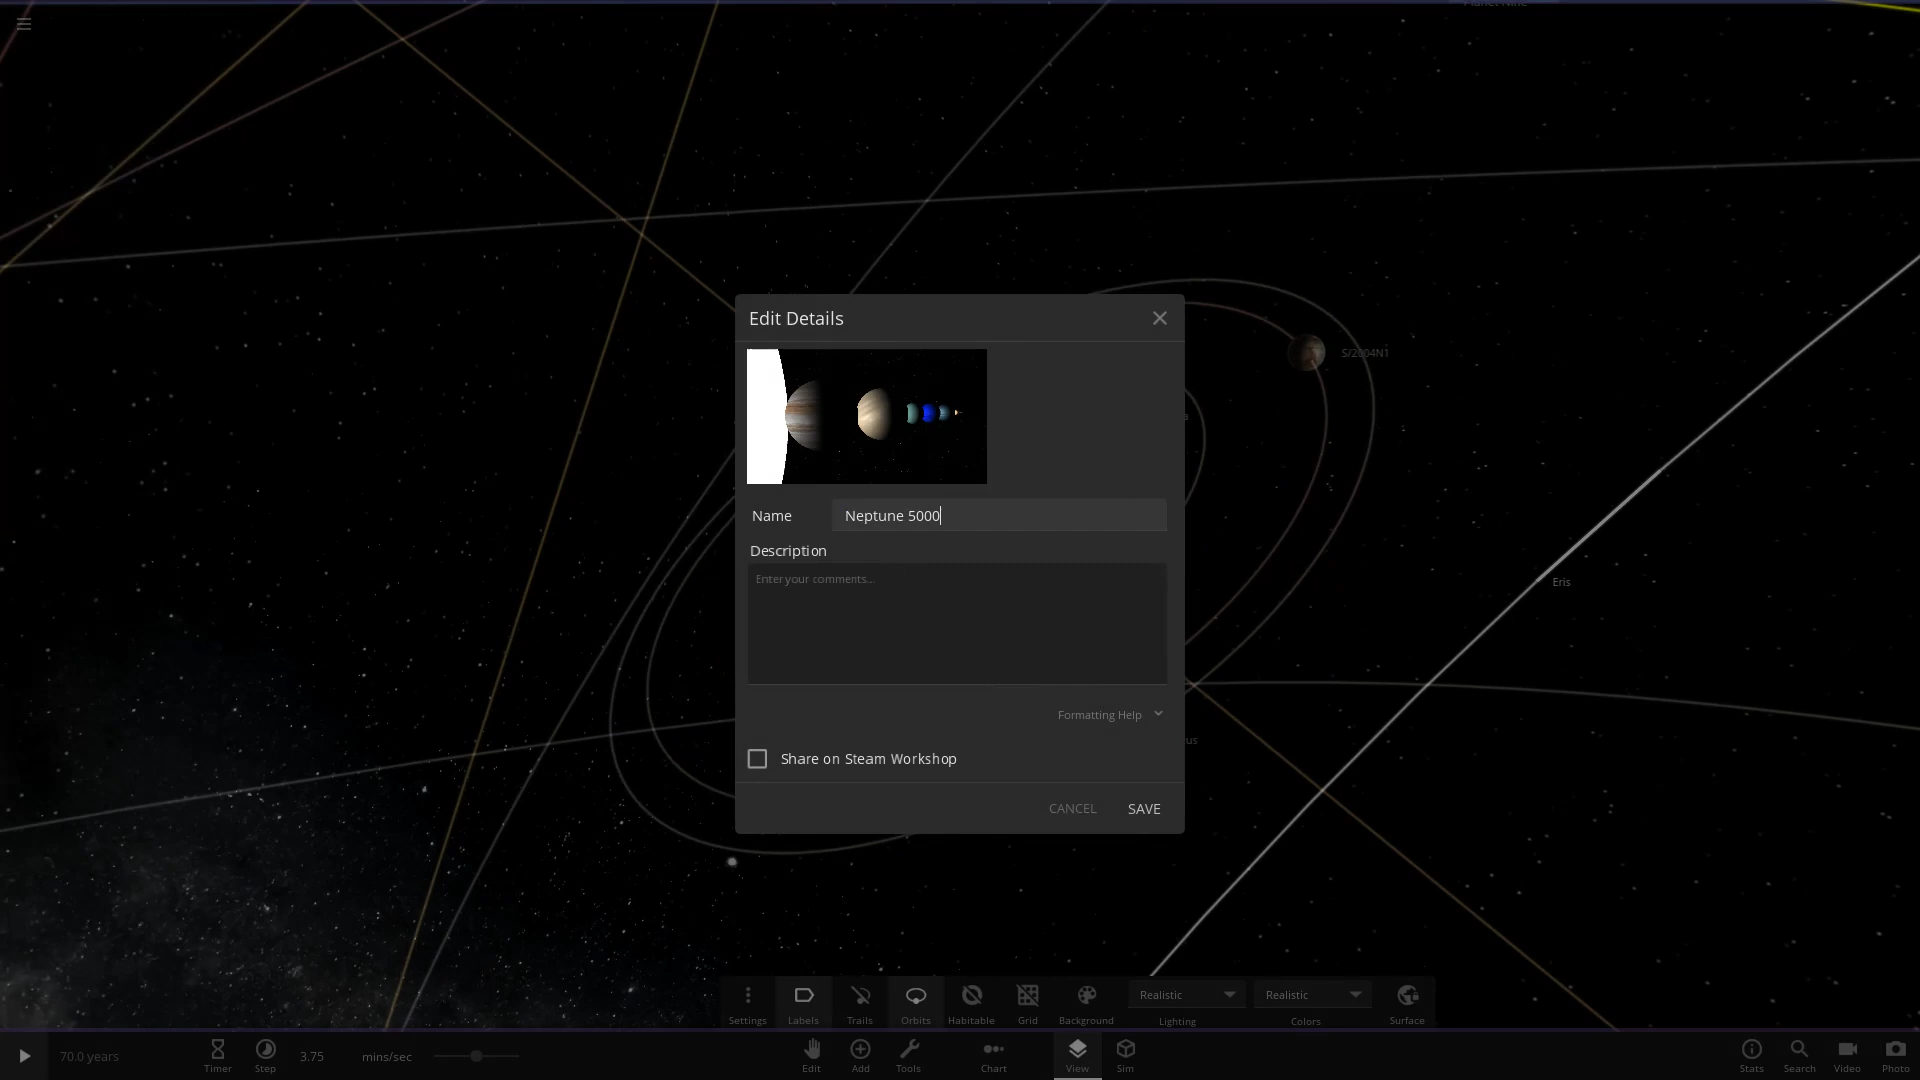 Planet Nine
Edit Details
S/2004N1
Name
Neptune 5000
Description
Enter your comments...
Eris
Formatting Help
Share on Steam Workshop
CANCEL
SAVE
Realistic
Realistic
Settings
Labels
Trails
Orbits
Habitable
Grid
Background
Lighting
Colors
Surface
70.0 years
Timer
Step
3.75
mins/sec
Edit
Add
Tools
Chart
View
Sim
Stats
Search
Video
Photo